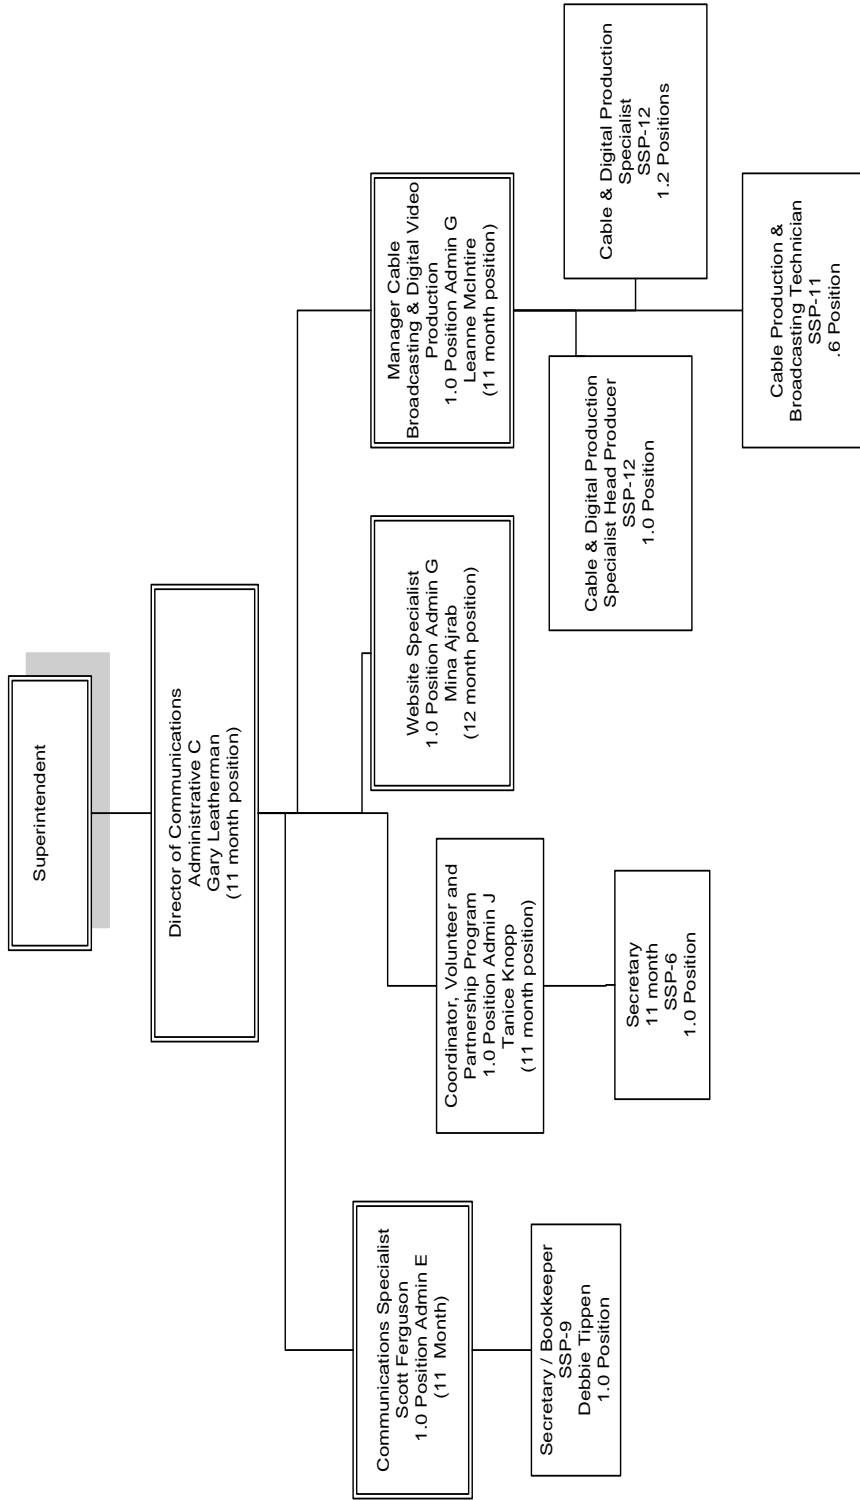 Superintendent
Director of Communications
Administrative C
Gary Leatherman
(11 month position)
Communications Specialist
Scott Ferguson
1.0 Position Admin E
(11 Month)
Secretary / Bookkeeper
SSP-9
Debbie Tippen
1.0 Position
Coordinator, Volunteer and
Partnership Program
1.0 Position Admin J
Tanice Knopp
(11 month position)
Secretary
11 month
SSP-6
1.0 Position
Website Specialist
1.0 Position Admin G
Mina Ajrab
(12 month position)
Manager Cable
Broadcasting & Digital Video
Production
1.0 Position Admin G
Leanne McIntire
(11 month position)
Cable & Digital Production
Specialist Head Producer
SSP-12
1.0 Position
Cable & Digital Production
Specialist
SSP-12
1.2 Positions
Cable Production &
Broadcasting Technician
SSP-11
.6 Position